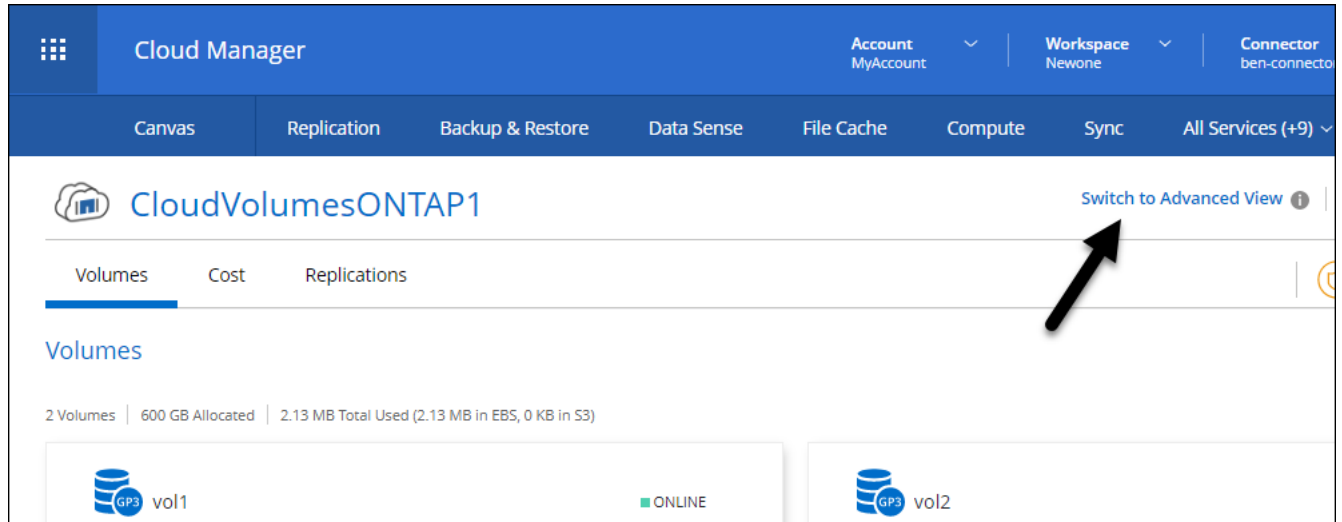 Cloud Manager
Account
MyAccount
Workspace
Newone
Connector
ben-connector
Canvas Replication Backup & Restore Data Sense File Cache Compute Sync All Services (+9)
CloudVolumesONTAP1
Switch to Advanced View
Volumes Cost Replications
Volumes
2 Volumes | 600 GB Allocated | 2.13 MB Total Used (2.13 MB in EBS, 0 KB in S3)
GP3 vol1 ONLINE
GP3 vol2